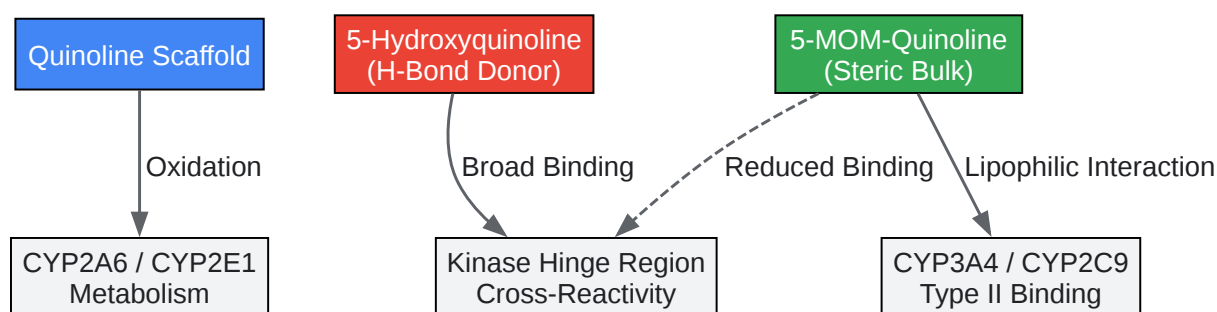 Quinoline Scaffold
5-Hydroxyquinoline
(H-Bond Donor)
5-MOM-Quinoline
(Steric Bulk)
Oxidation
Broad Binding
Reduced Binding
Lipophilic Interaction
CYP2A6 / CYP2E1
Metabolism
Kinase Hinge Region
Cross-Reactivity
CYP3A4 / CYP2C9
Type II Binding